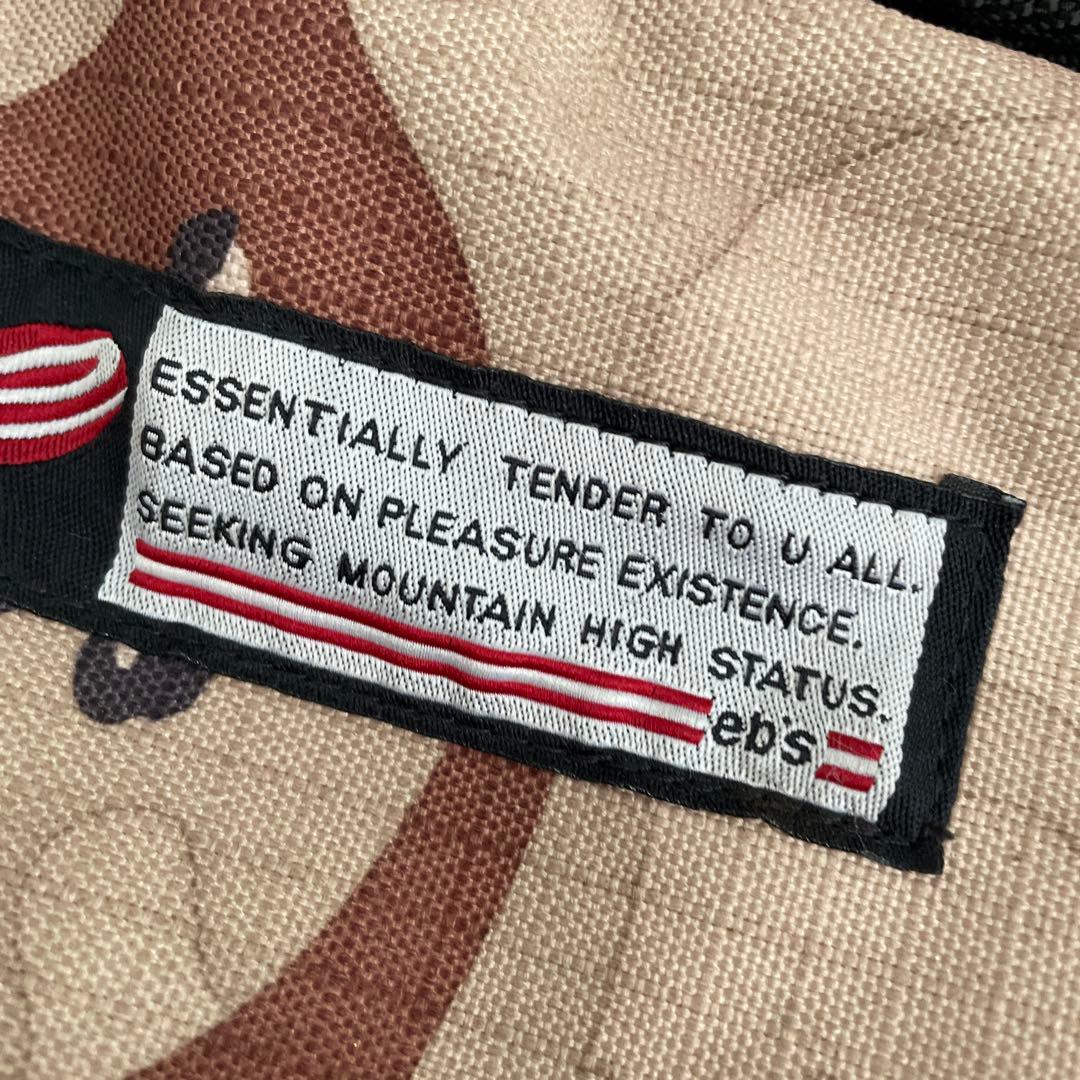 ESSENTIALLY TENDER TO U ALL.
BASED ON PLEASURE EXISTENCE.
SEEKING MOUNTAIN HIGH STATUS.
eb's